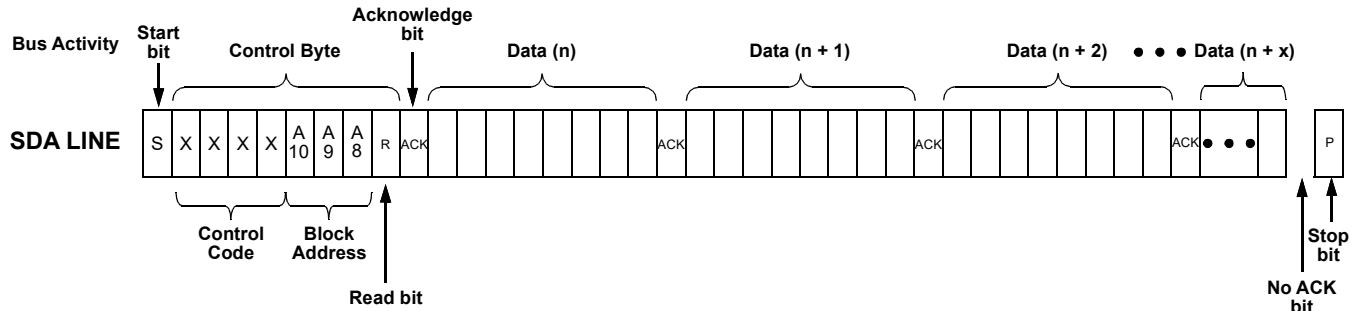 Bus Activity
Start
bit
Control Byte
Acknowledge
bit
Data (n)
Data (n + 1)
Data (n + 2)
• • •
Data (n + x)
SDA LINE
S
X
X
X
X
A
10
A
9
A
8
R
ACK
ACK
ACK
ACK
• • •
P
Control
Code
Block
Address
Read bit
Stop
bit
No ACK
bit